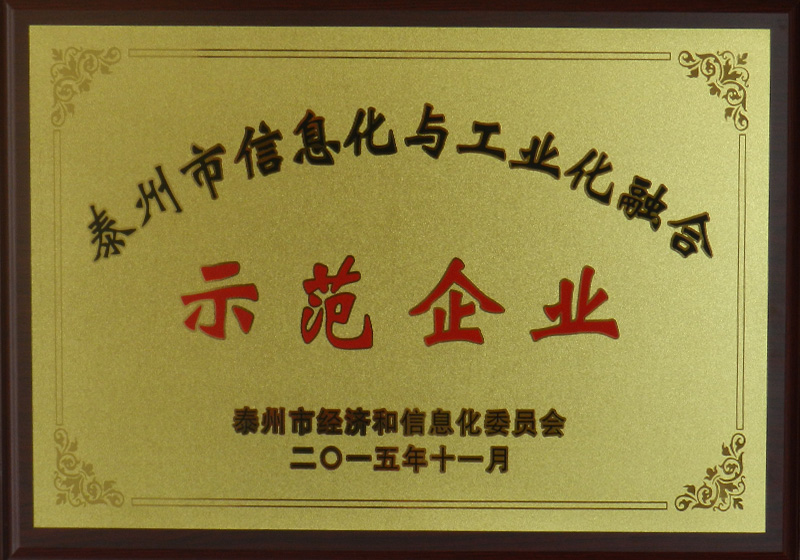 泰州市信息化与工业化融合
示范企业
泰州市经济和信息化委员会
二〇一五年十一月